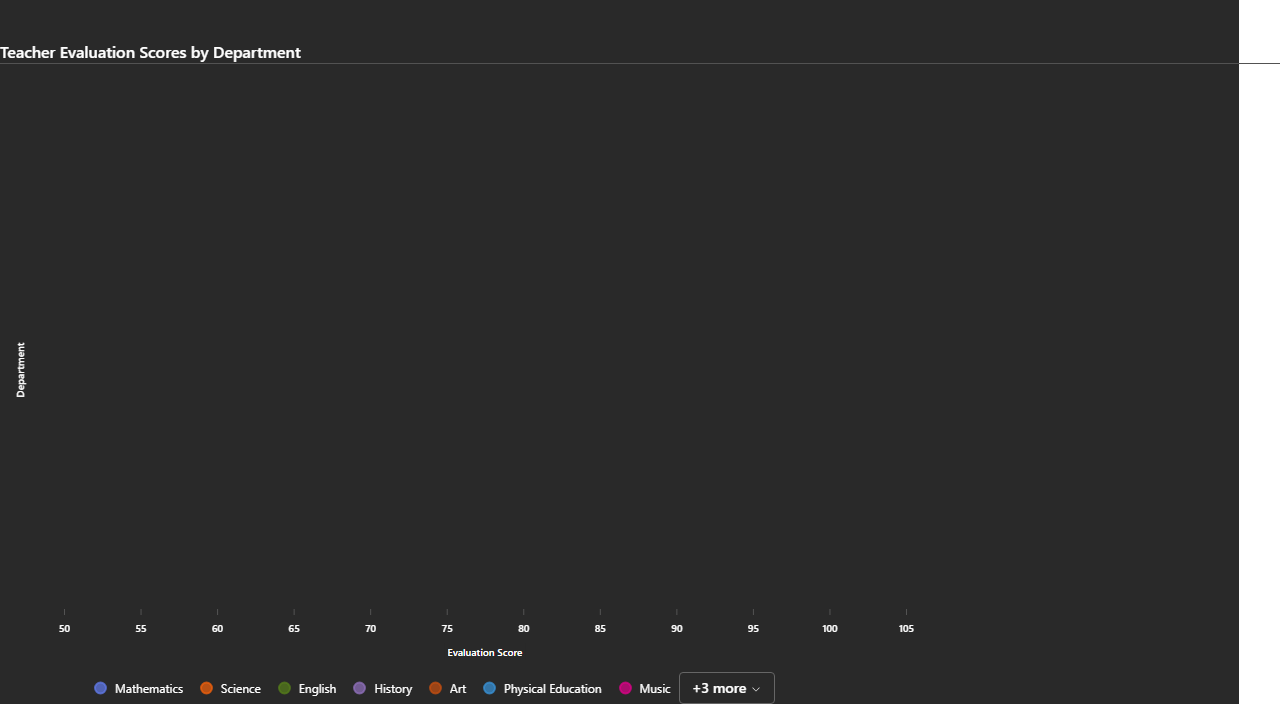 Teacher Evaluation Scores by Department
Department
50 55 60 65 70 75 80 85 90 95 100 105
Evaluation Score
Mathematics Science English History Art Physical Education Music +3 more